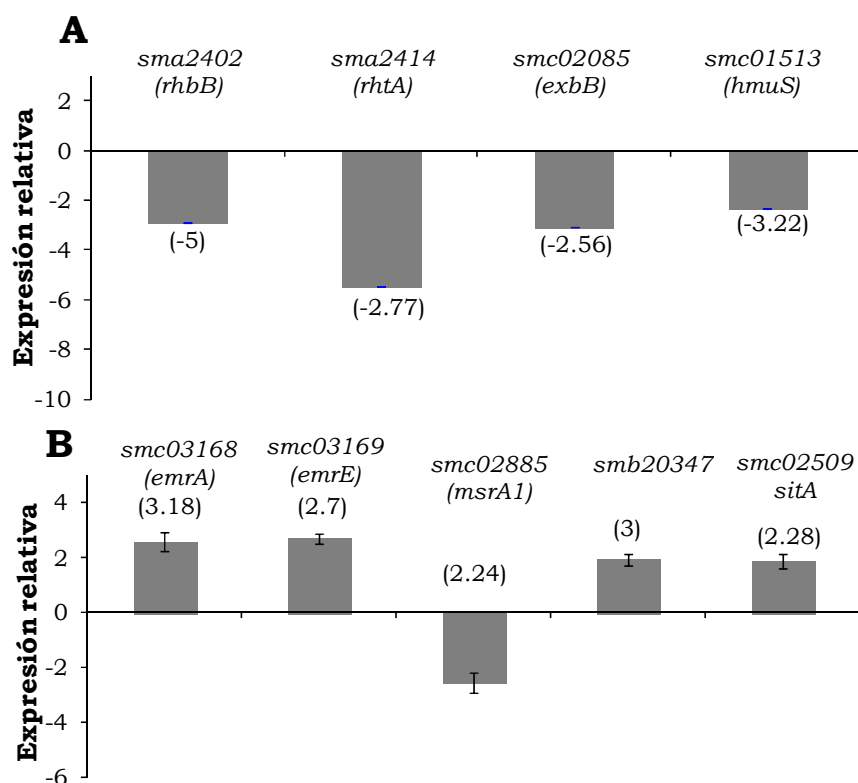 A
sma2402 sma2414 smc02085 smc01513
(rhbB) (rhtA) (exbB) (hmuS)
Expresión relativa
2
0
-2
-4
-6
-8
-10
(-5)
(-2.77)
(-2.56)
(-3.22)
B
smc03168 smc03169 smc02885 smb20347 smc02509
(emrA) (emrE) (msrA1) sitA
(3.18) (2.7) (2.24) (3) (2.28)
Expresión relativa
4
2
0
-2
-4
-6